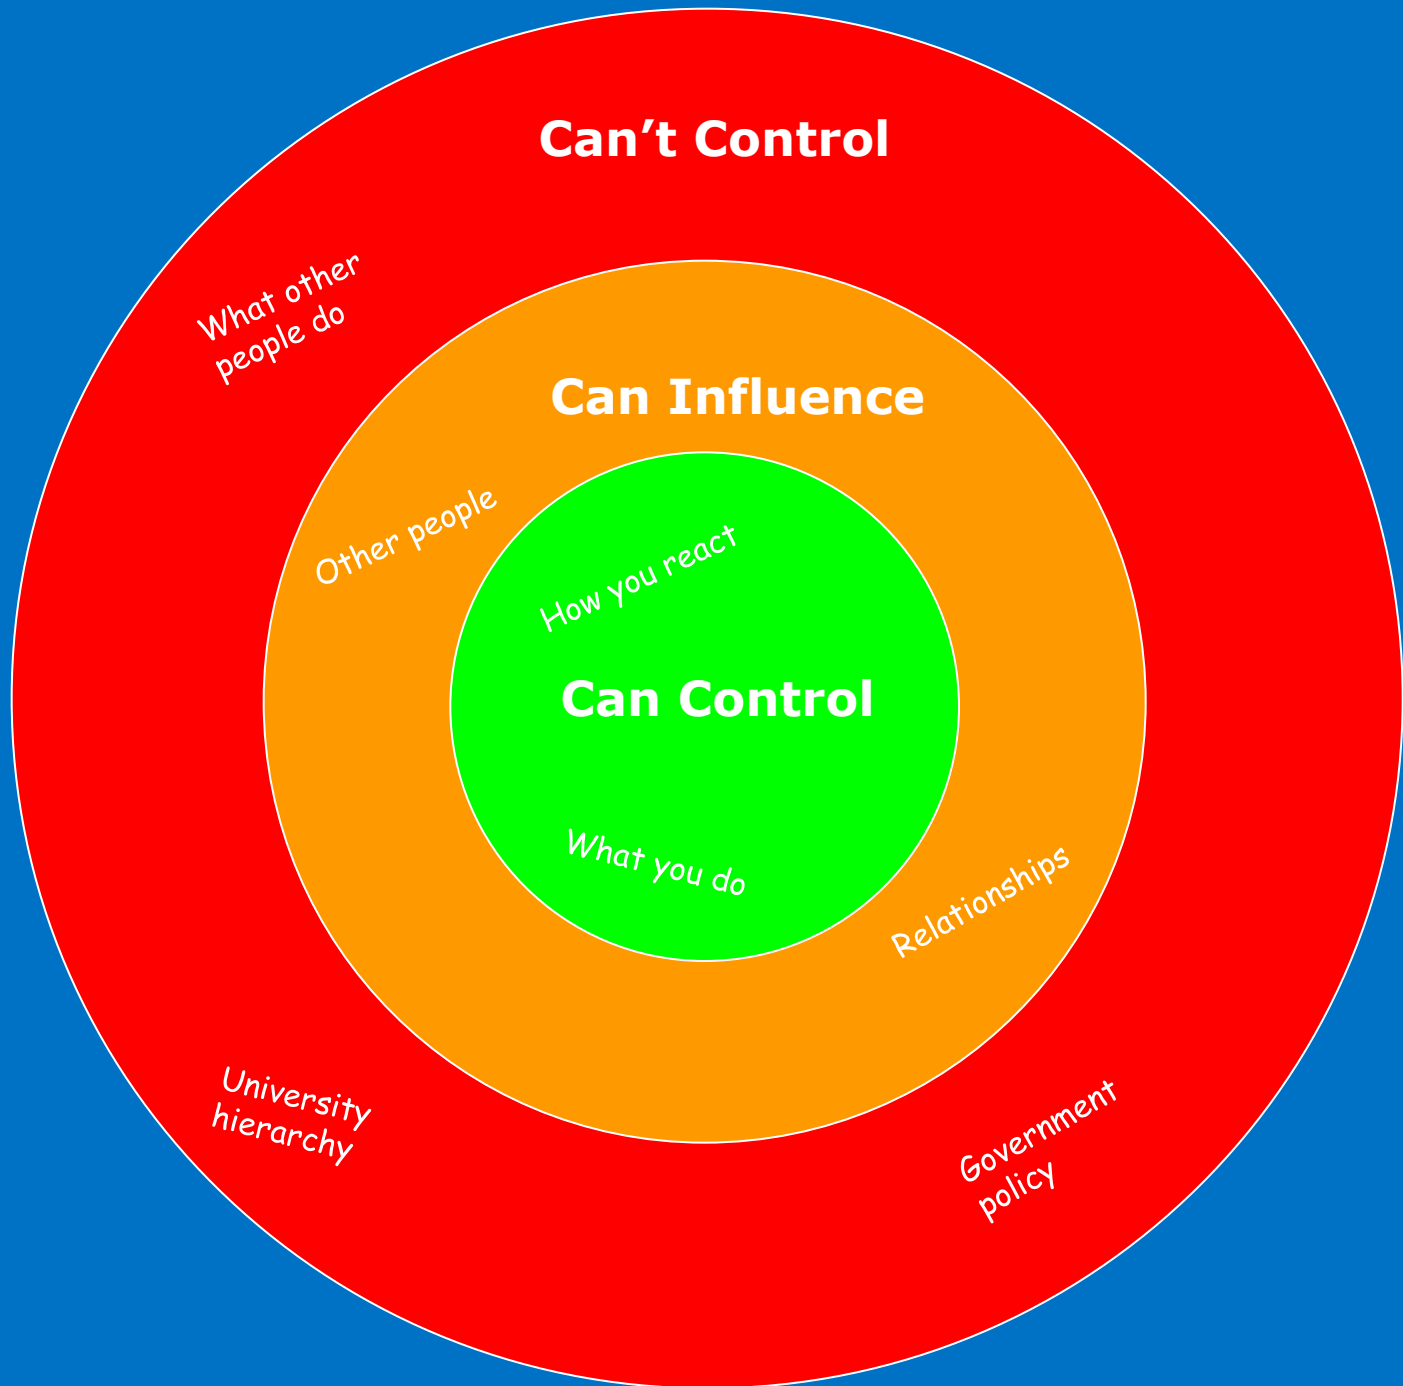 Can’t Control
What other
people do
Can Influence
Other people
How you react
Can Control
What you do
Relationships
University
hierarchy
Government
policy